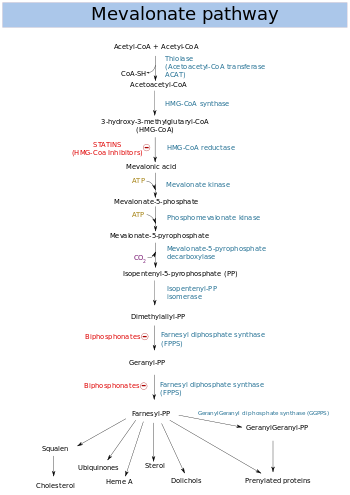 Mevalonate pathway
Acetyl-CoA + Acetyl-CoA
Thiolase
(Acetoacetyl-CoA transferase
ACAT)
CoA-SH
Acetoacetyl-CoA
HMG-CoA synthase
3-hydroxy-3-methylglutaryl-CoA
(HMG-CoA)
STATINS
(HMG-Coa Inhibitors)
HMG-CoA reductase
Mevalonic acid
ATP
Mevalonate kinase
Mevalonate-5-phosphate
ATP
Phosphomevalonate kinase
Mevalonate-5-pyrophosphate
Mevalonate-5-pyrophosphate
decarboxylase
CO2
Isopentenyl-5-pyrophosphate (PP)
Isopentenyl-PP
isomerase
Dimethylallyl-PP
Biphosphonates
Farnesyl diphosphate synthase
(FPPS)
Geranyl-PP
Biphosphonates
Farnesyl diphosphate synthase
(FPPS)
Farnesyl-PP
GeranylGeranyl diphosphate synthase (GGPPS)
GeranylGeranyl-PP
Squalen
Ubiquinones
Sterol
Cholesterol
Heme A
Dolichols
Prenylated proteins